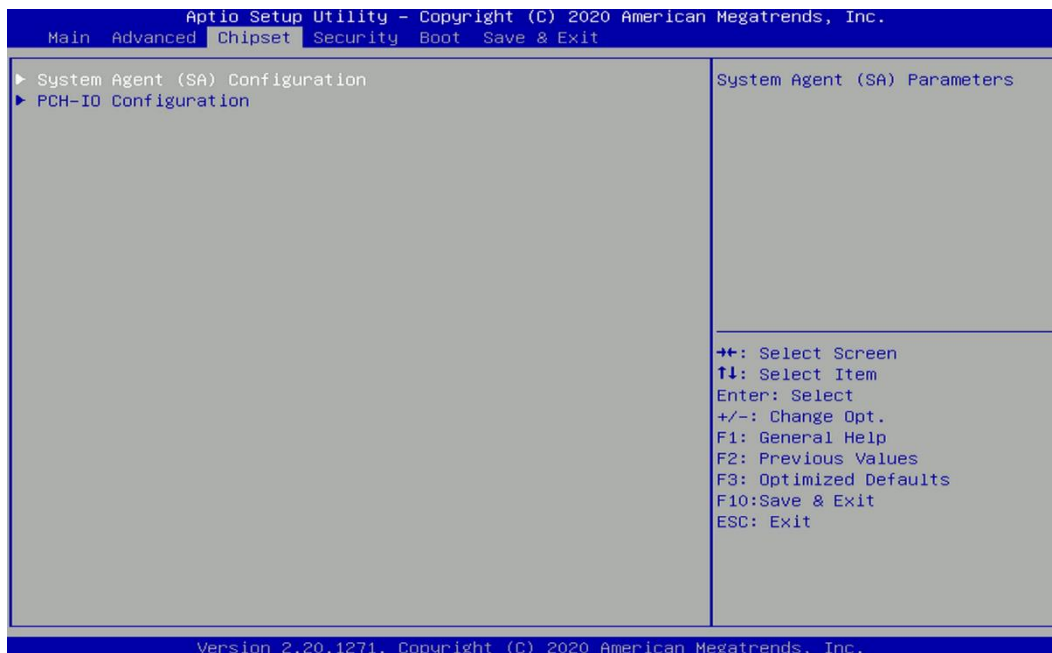 Aptio Setup Utility – Copyright (C) 2020 American Megatrends, Inc.
Main Advanced Chipset Security Boot Save & Exit
► System Agent (SA) Configuration
► PCH-IO Configuration
System Agent (SA) Parameters
→←: Select Screen
↑↓: Select Item
Enter: Select
+/-: Change Opt.
F1: General Help
F2: Previous Values
F3: Optimized Defaults
F10:Save & Exit
ESC: Exit
Version 2.20.1271. Copyright (C) 2020 American Megatrends, Inc.